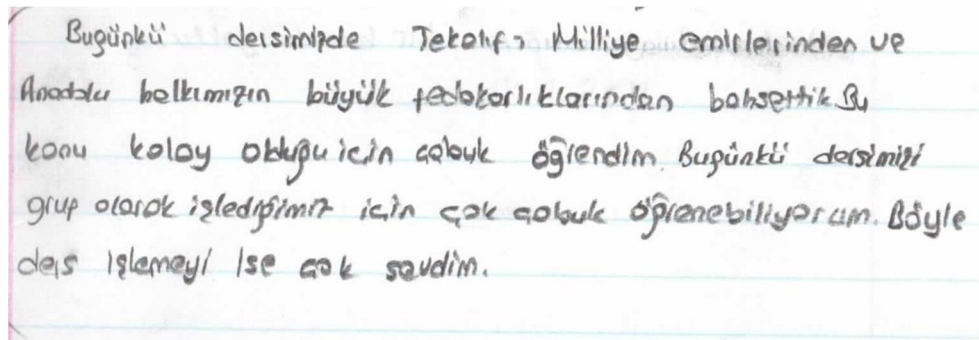 Bugünkü dersimizde Tekalif-i Milliye emirlerinden ve
Anadolu halkımızın büyük fedakarlıklarından bahsettik. Bu
konu kolay olduğu için çabuk öğrendim. Bugünkü dersimizi
grup olarak işlediğimiz için çok çabuk öğrenebiliyorum. Böyle
ders işlemeyi ise çok sevdim.